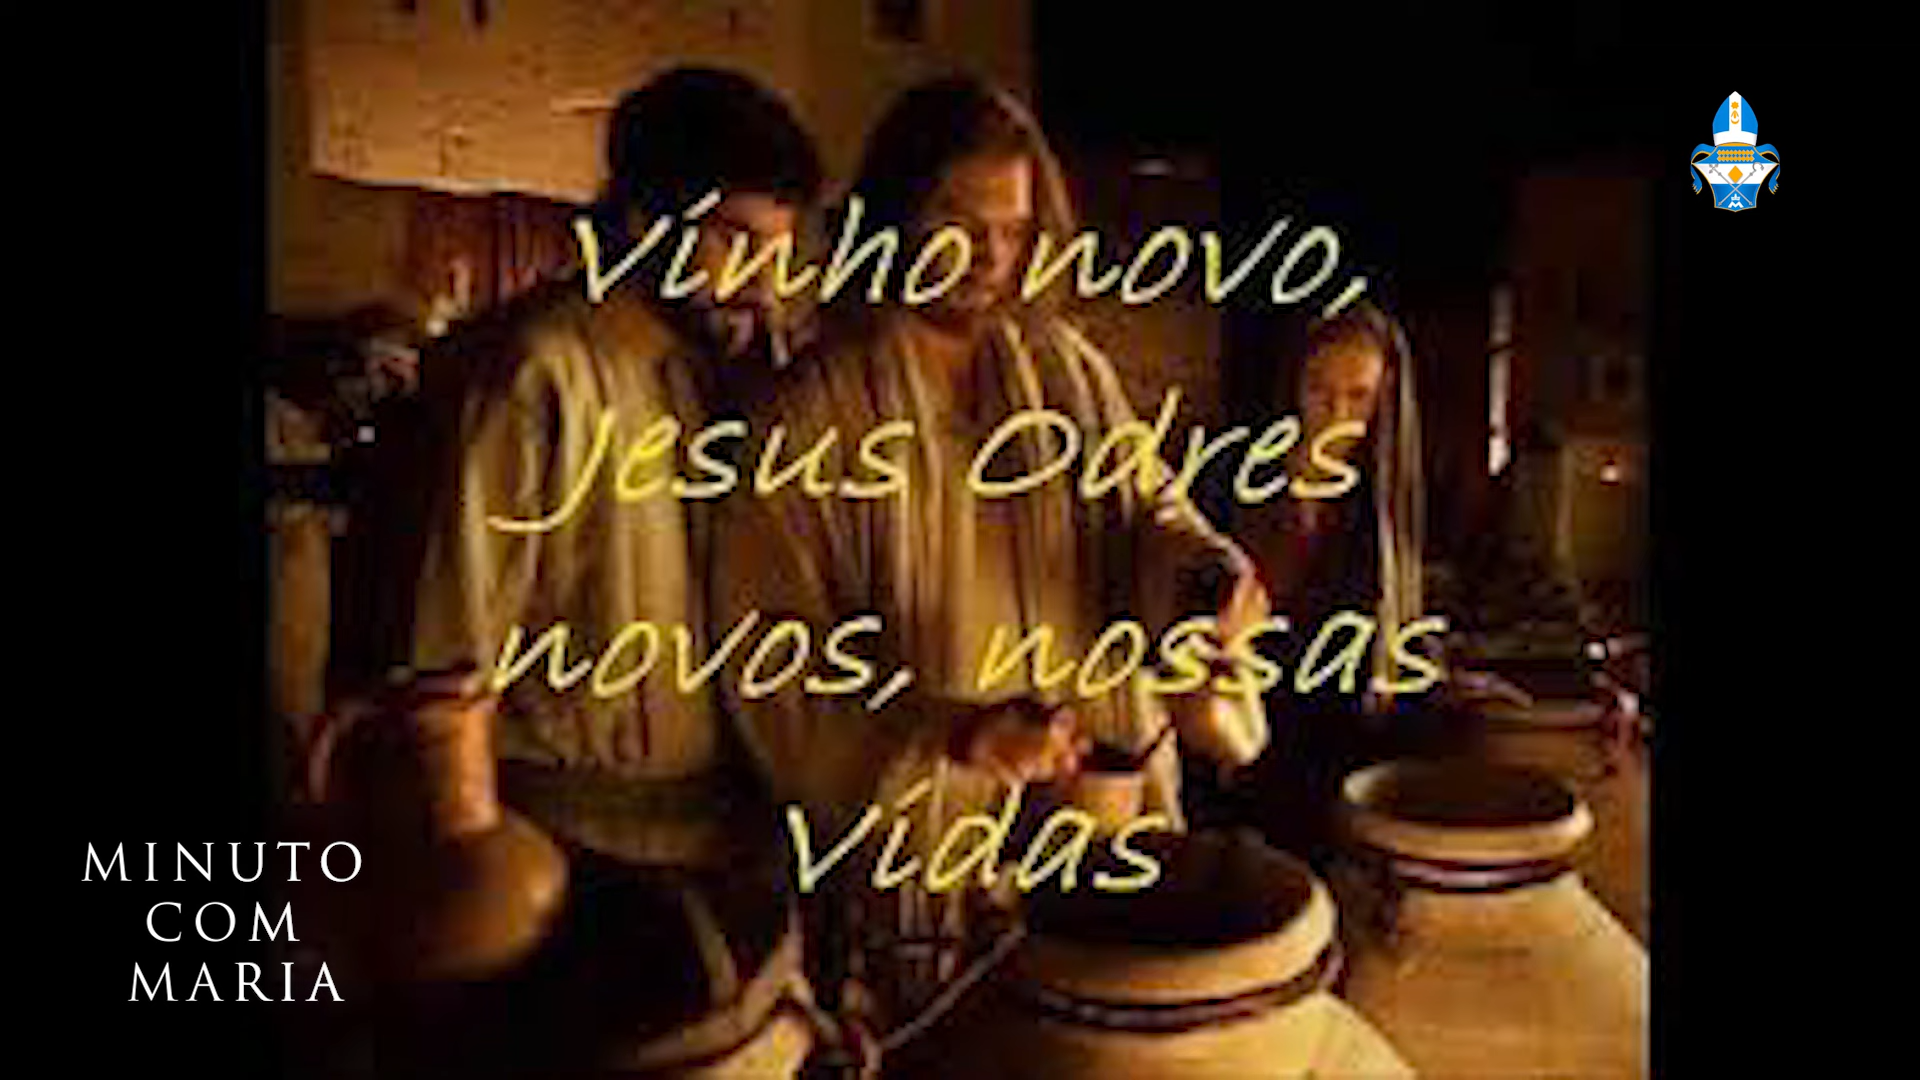 Vinho novo,
Jesus Odres
novos, nossas
Vidas
MINUTO
COM
MARIA